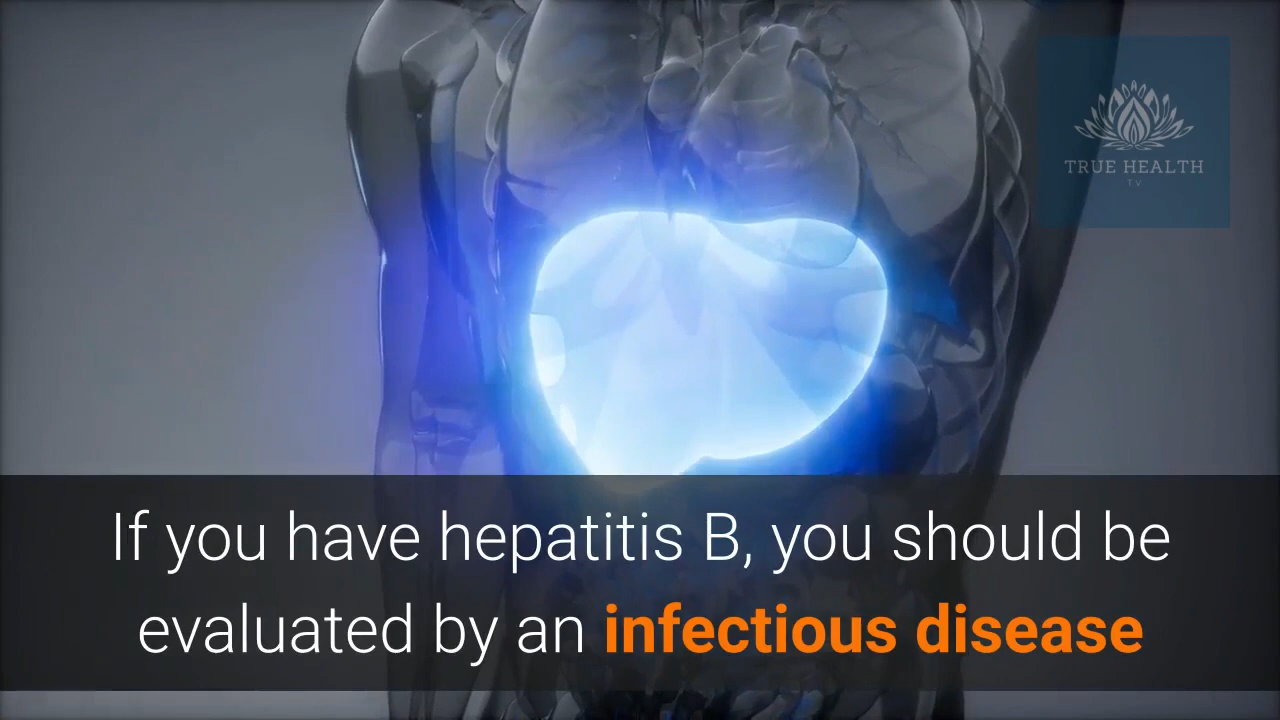 TRUE HEALTH
TV
If you have hepatitis B, you should be
evaluated by an infectious disease